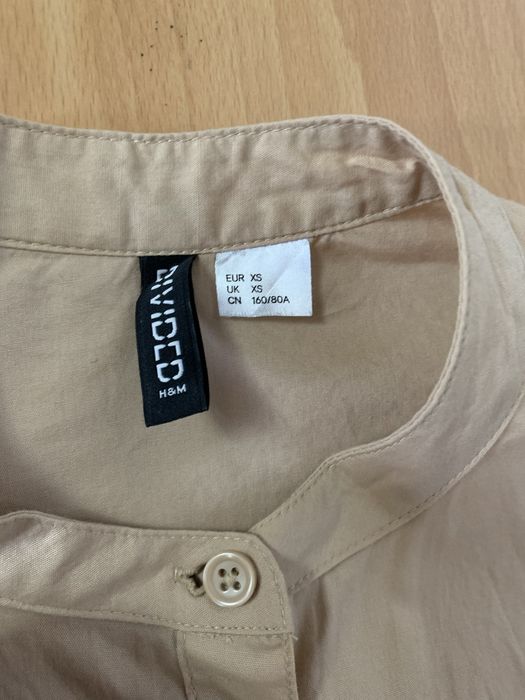 DIVIDED
H&M
EUR XS
UK XS
CN 160/80A